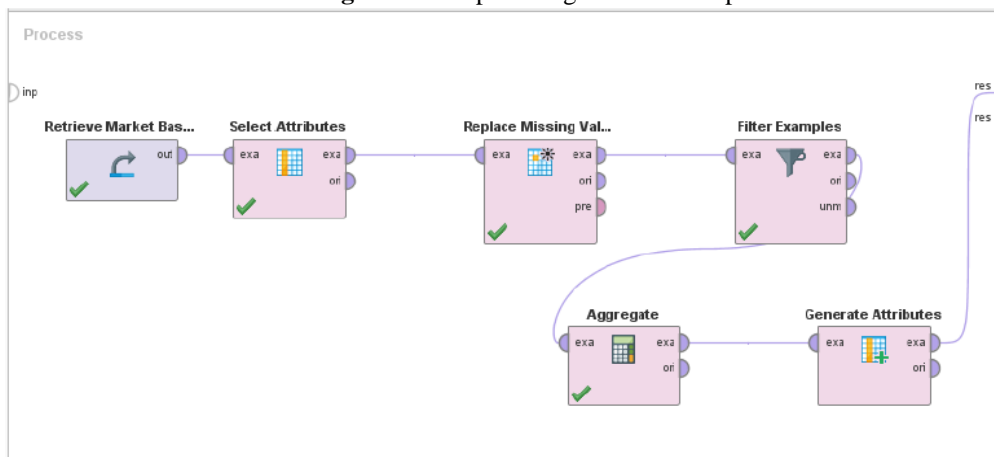 Process
inp
res
res
Retrieve Market Bas...
out
Select Attributes
exa exa
ori
Replace Missing Val...
exa exa
ori
pre
Filter Examples
exa exa
ori
unm
Aggregate
exa exa
ori
Generate Attributes
exa exa
ori